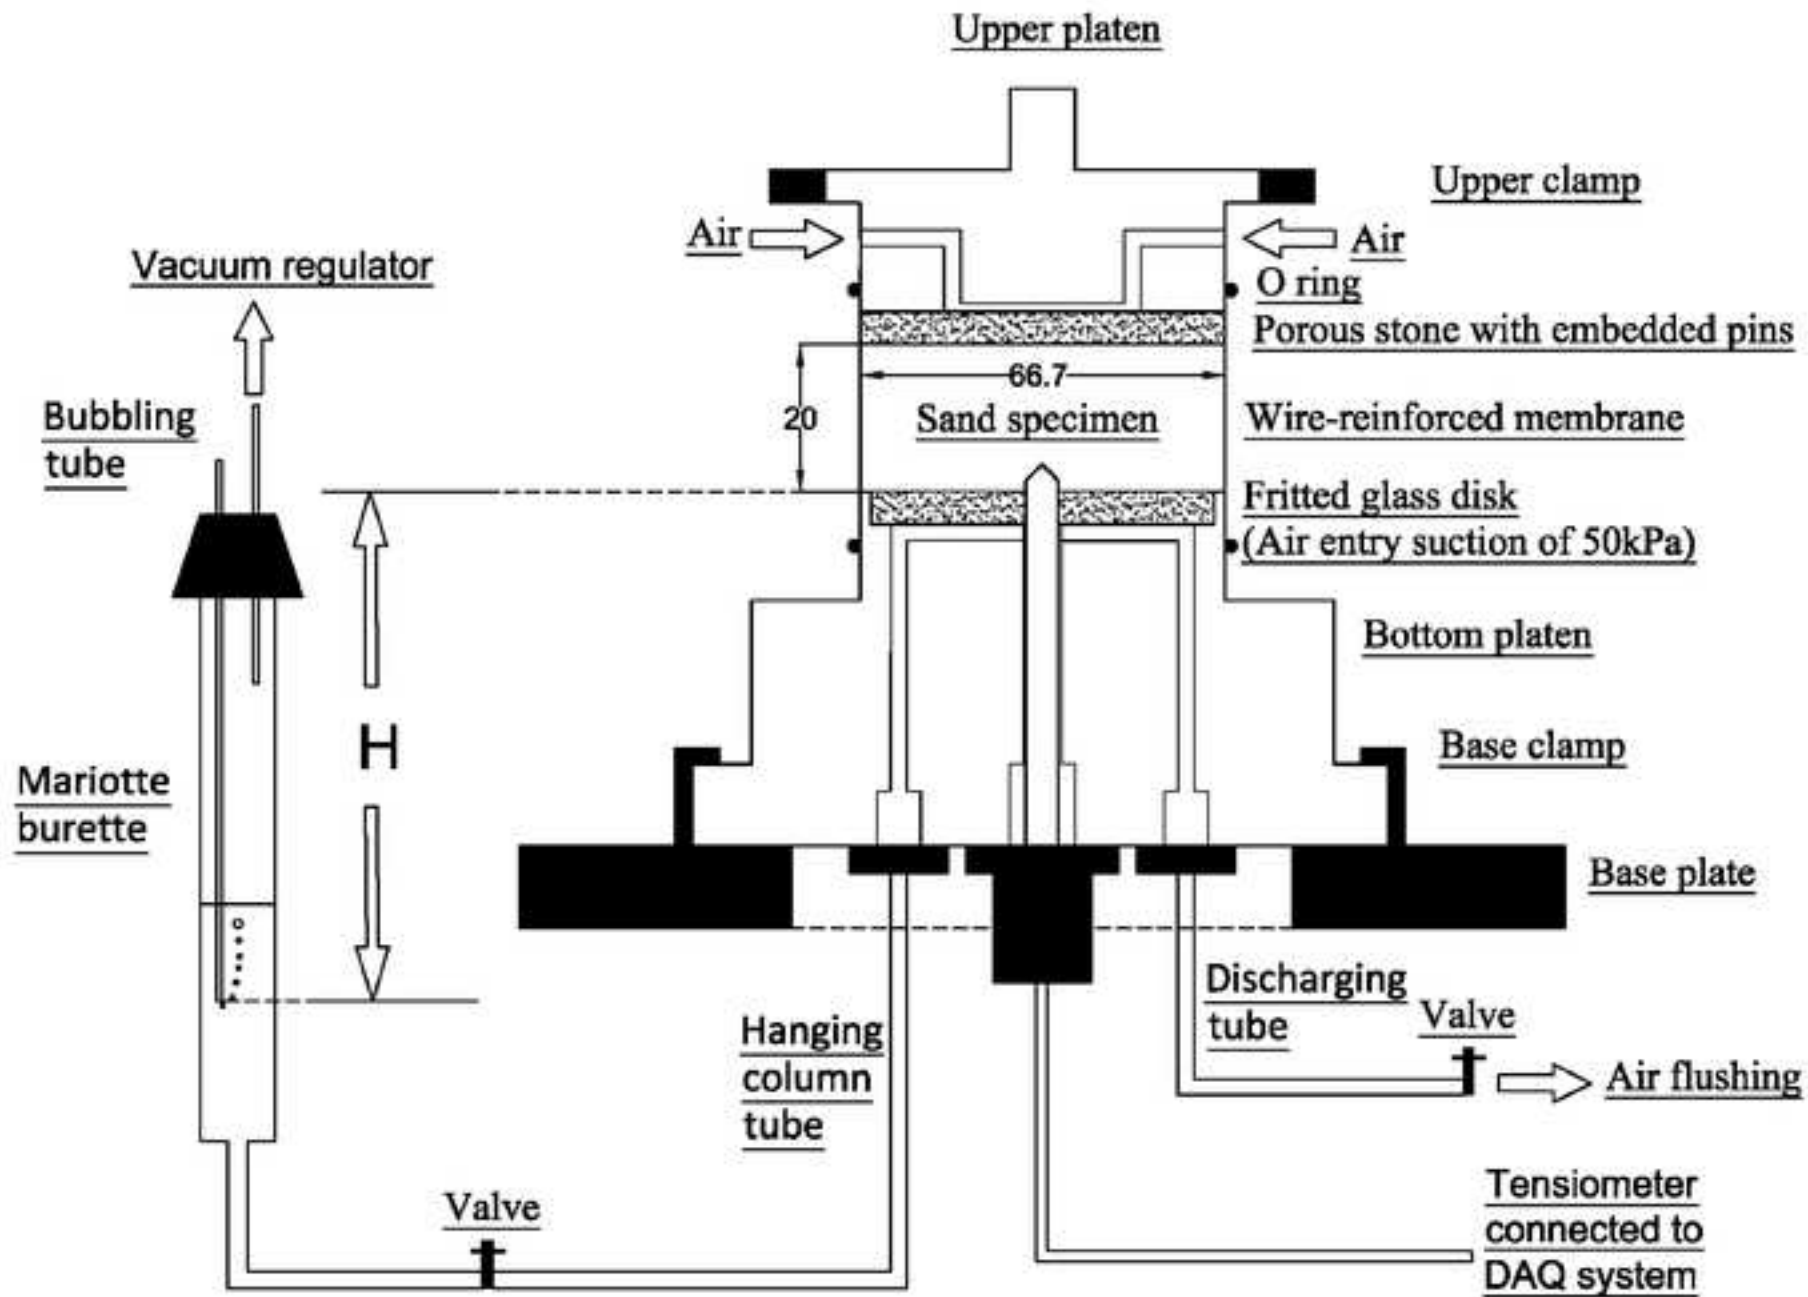 Upper platen
Upper clamp
Air
Air
Vacuum regulator
O ring
Porous stone with embedded pins
66.7
20
Sand specimen
Wire-reinforced membrane
Bubbling
tube
Fritted glass disk
(Air entry suction of 50kPa)
Bottom platen
H
Base clamp
Mariotte
burette
Base plate
Discharging
tube
Valve
Hanging
column
tube
Air flushing
Valve
Tensiometer
connected to
DAQ system